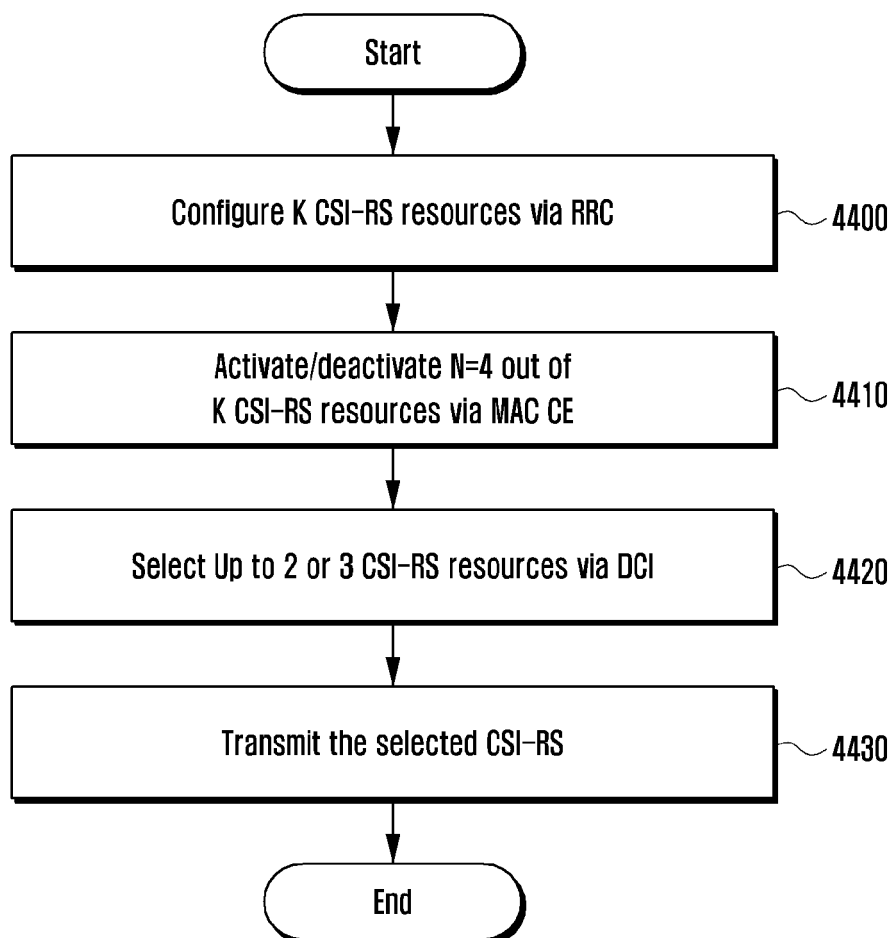 Start
Configure K CSI-RS resources via RRC
4400
Activate/deactivate N=4 out of
K CSI-RS resources via MAC CE
4410
Select Up to 2 or 3 CSI-RS resources via DCI
4420
Transmit the selected CSI-RS
4430
End